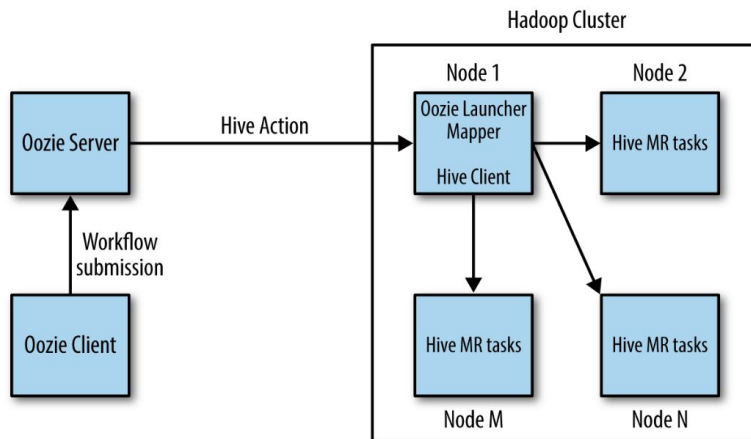 Hadoop Cluster
Node 1
Node 2
Oozie Server
Hive Action
Oozie Launcher
Mapper
Hive Client
Hive MR tasks
Workflow
submission
Oozie Client
Hive MR tasks
Hive MR tasks
Node M
Node N